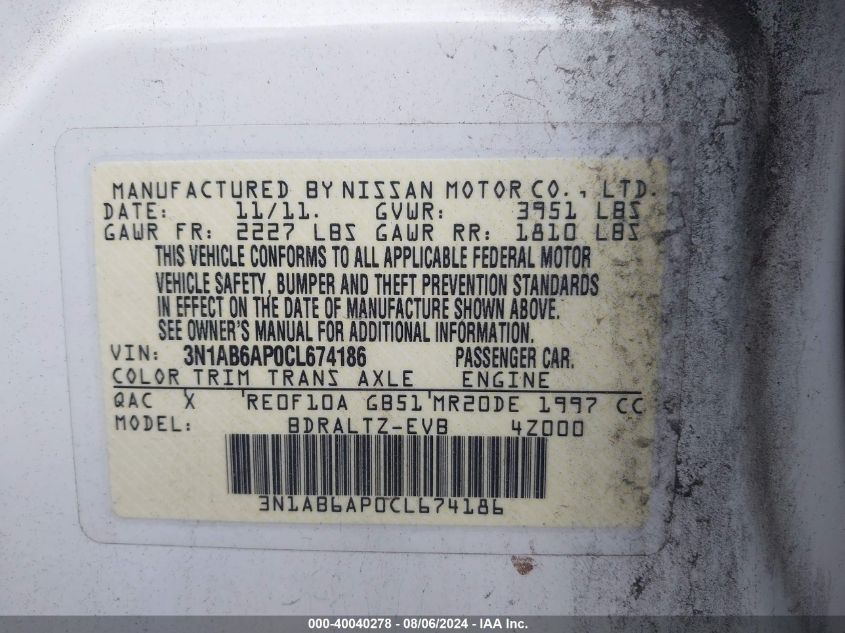 MANUFACTURED BY NISSAN MOTOR CO., LTD.
DATE: 11/11. GVWR: 3951 LBS
GAWR FR: 2227 LBS GAWR RR: 1810 LBS
THIS VEHICLE CONFORMS TO ALL APPLICABLE FEDERAL MOTOR
VEHICLE SAFETY, BUMPER AND THEFT PREVENTION STANDARDS
IN EFFECT ON THE DATE OF MANUFACTURE SHOWN ABOVE.
SEE OWNER'S MANUAL FOR ADDITIONAL INFORMATION.
VIN: 3N1AB6AP0CL674186 PASSENGER CAR.
COLOR TRIM TRANS AXLE ENGINE
QAC X RE0F10A GB51 MR20DE 1997 CC
MODEL: BDRALTZ-EVB 4Z000
3N1AB6AP0CL674186
000-40040278 - 08/06/2024 - IAA Inc.